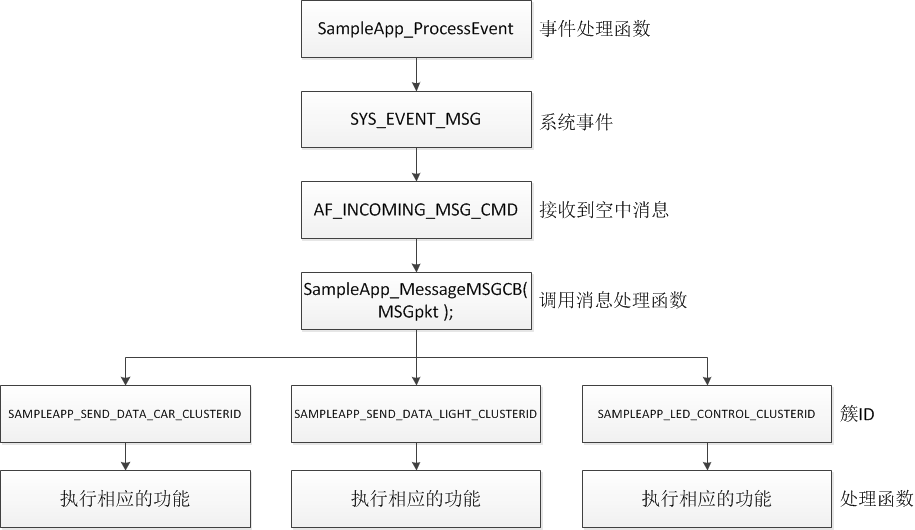 SampleApp_ProcessEvent 事件处理函数
SYS_EVENT_MSG 系统事件
AF_INCOMING_MSG_CMD 接收到空中消息
SampleApp_MessageMSGCB(
MSGpkt ); 调用消息处理函数
SAMPLEAPP_SEND_DATA_CAR_CLUSTERID SAMPLEAPP_SEND_DATA_LIGHT_CLUSTERID SAMPLEAPP_LED_CONTROL_CLUSTERID 簇ID
执行相应的功能 执行相应的功能 执行相应的功能 处理函数